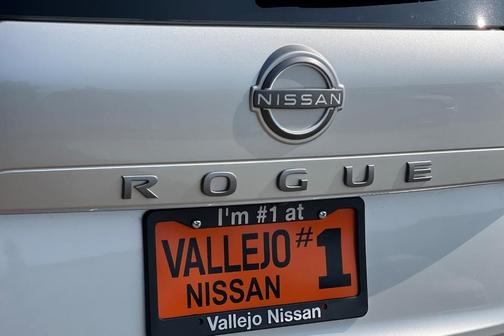 NISSAN
ROGUE
I'm #1 at
VALLEJO #1
NISSAN
Vallejo Nissan